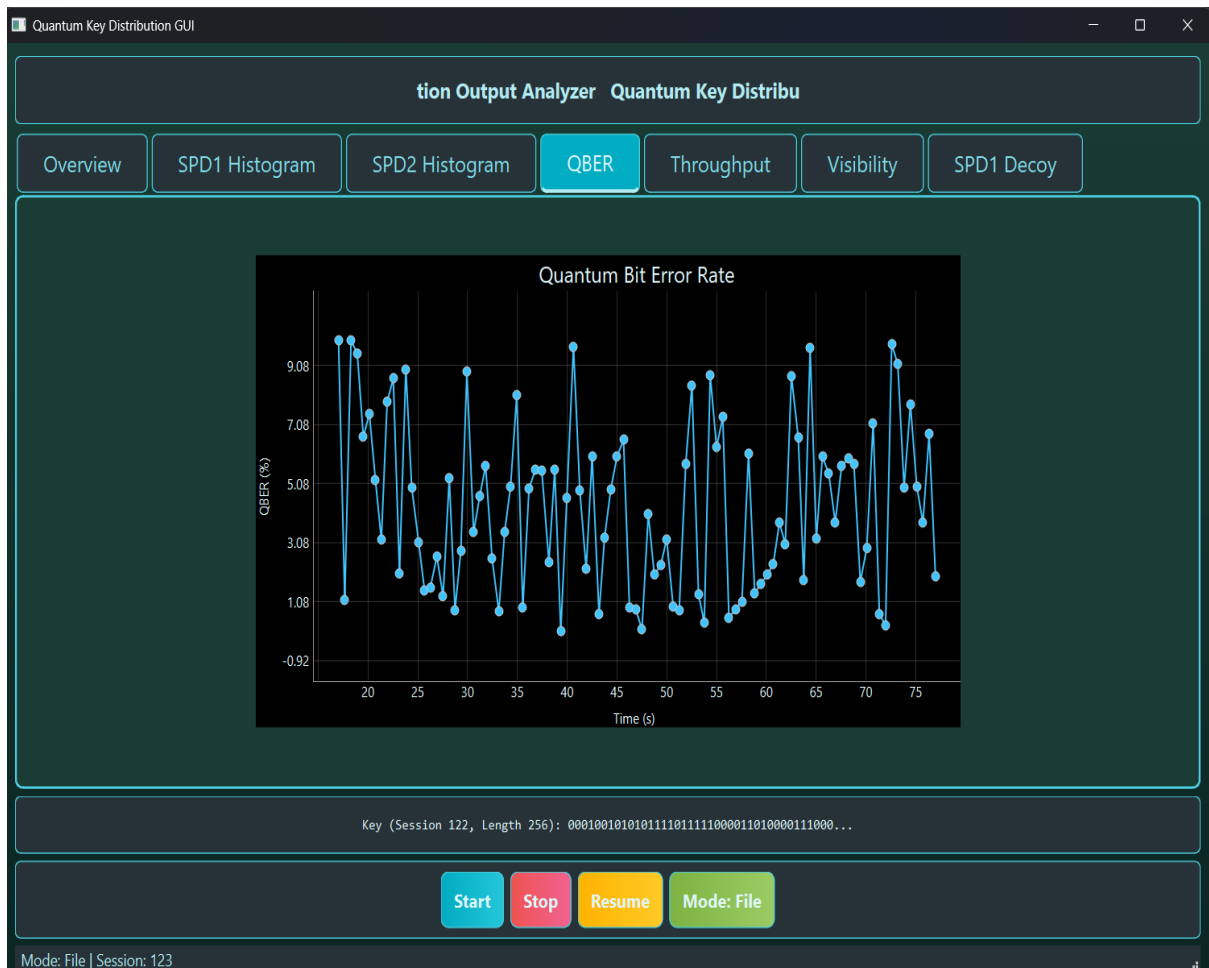 Quantum Key Distribution GUI
tion Output Analyzer   Quantum Key Distribu
Overview
SPD1 Histogram
SPD2 Histogram
QBER
Throughput
Visibility
SPD1 Decoy
Quantum Bit Error Rate
QBER (%)
9.08
7.08
5.08
3.08
1.08
-0.92
20 25 30 35 40 45 50 55 60 65 70 75
Time (s)
Key (Session 122, Length 256): 0001001010101111011111000011010000111000...
Start
Stop
Resume
Mode: File
Mode: File | Session: 123